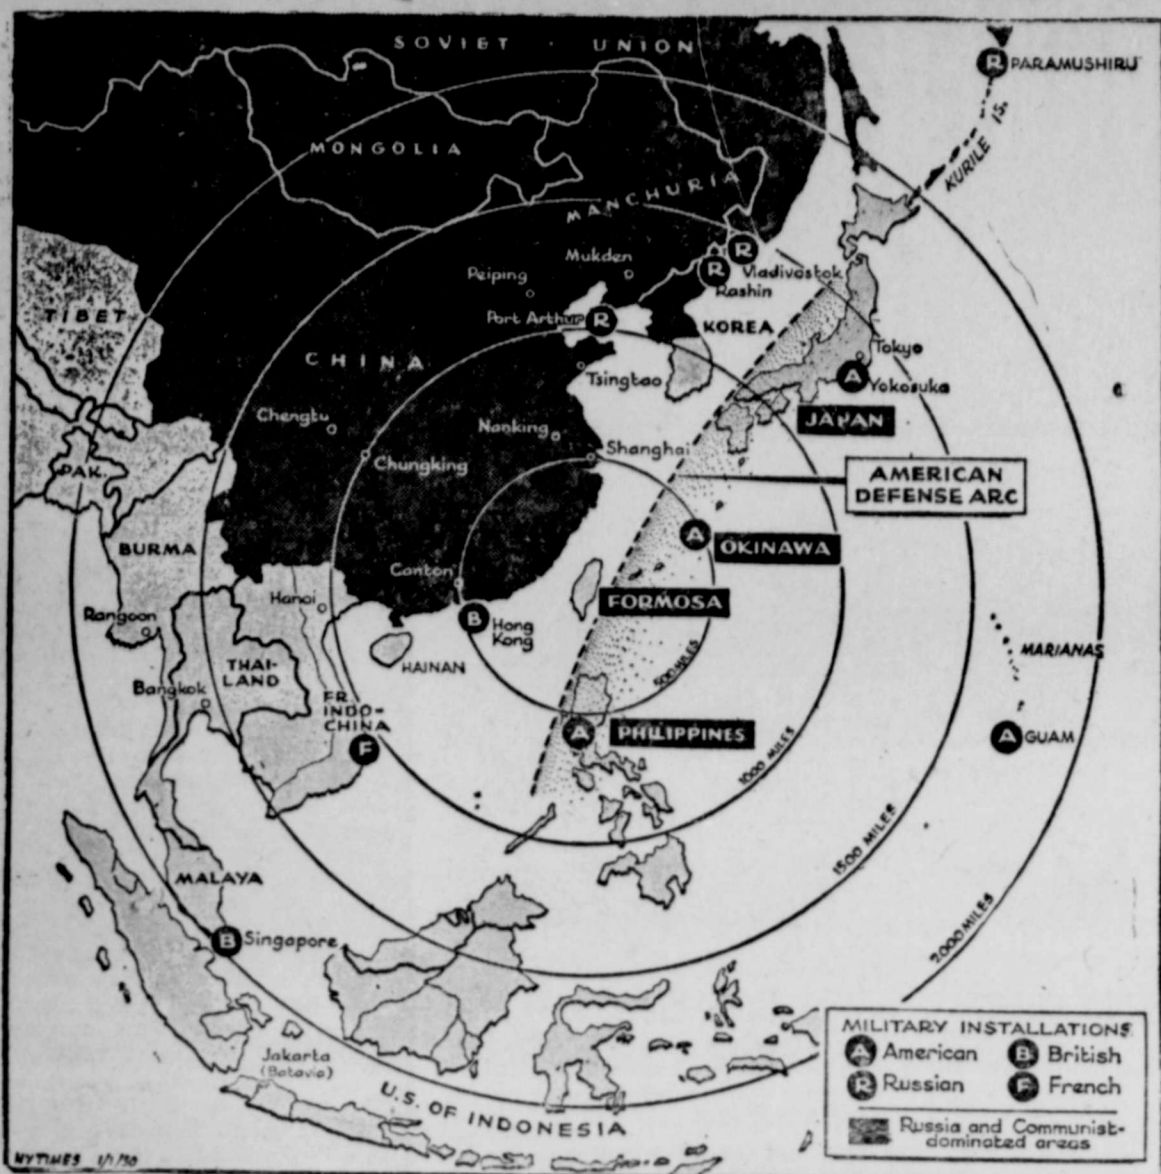 SOVIET UNION
R PARAMUSHIRU
KURILE IS.
MONGOLIA
MANCHURIA
Mukden
Peiping
R
Vladivostok
R
Rashin
Port Arthur R
KOREA
TIBET
CHINA
Tsingtao
Tokyo
A Yokosuka
JAPAN
Chengtu
Nanking
Shanghai
Chungking
PAK.
AMERICAN
DEFENSE ARC
BURMA
A OKINAWA
Canton
Hanoi
FORMOSA
B Hong
Kong
Rangoon
HAINAN
THAI-
LAND
Bangkok
FR.
INDO-
CHINA
F
500 MILES
MARIANAS
A PHILIPPINES
A GUAM
1000 MILES
1500 MILES
MALAYA
B Singapore
2000 MILES
Jakarta
(Batavia)
U.S. OF INDONESIA
MILITARY INSTALLATIONS
A American B British
R Russian F French
Russia and Communist-
dominated areas
NYTIMES 1/1/50